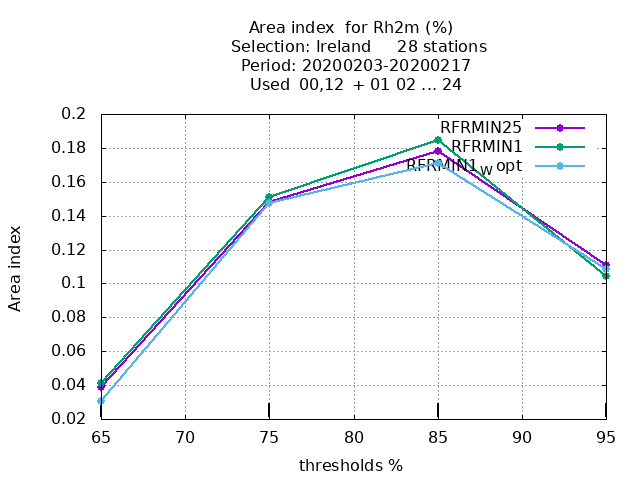 Area index  for Rh2m (%)
Selection: Ireland     28 stations
Period: 20200203-20200217
Used  00,12  + 01 02 ... 24
0.2
0.18
0.16
0.14
0.12
0.1
0.08
0.06
0.04
0.02
Area index
RFRMIN25
RFRMIN1
RFRMIN1w opt
65 70 75 80 85 90 95
thresholds %